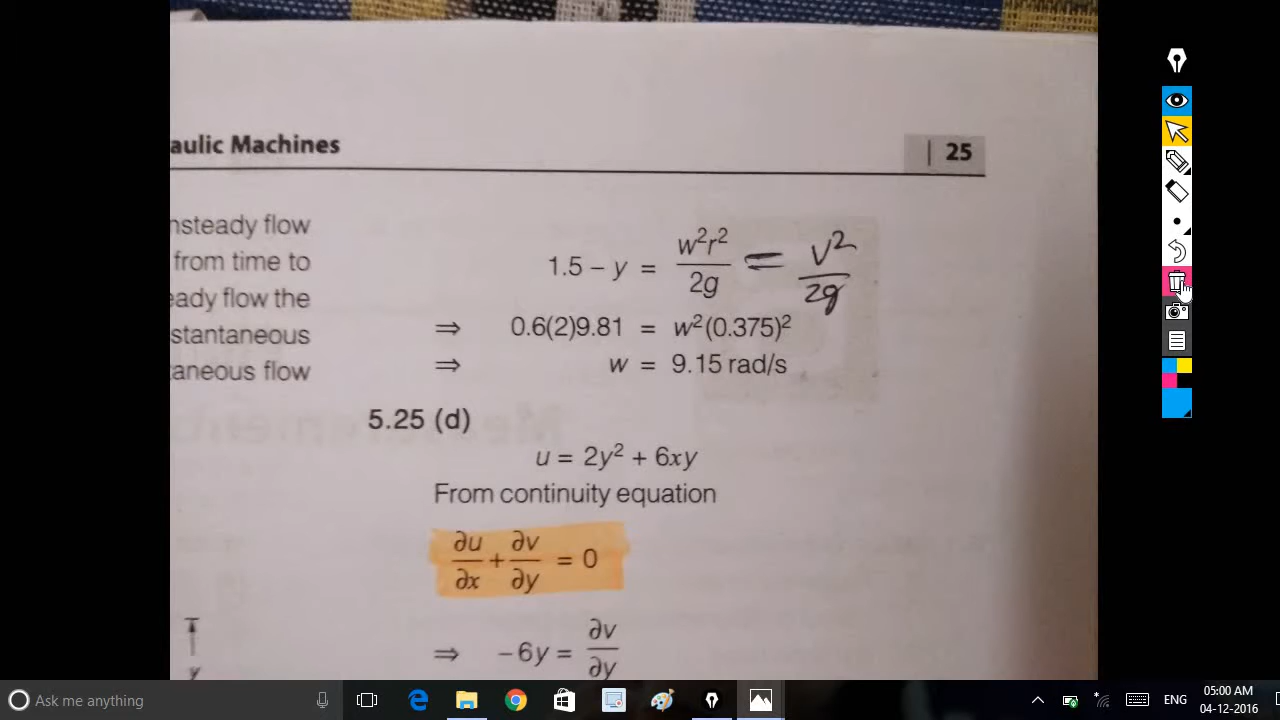 aulic Machines | 25
nsteady flow
from time to
eady flow the
stantaneous
taneous flow
1.5 – y = w²r²/2g = v²/2g
⇒ 0.6(2)9.81 = w²(0.375)²
⇒ w = 9.15 rad/s
5.25 (d)
u = 2y² + 6xy
From continuity equation
∂u/∂x + ∂v/∂y = 0
⇒ –6y = ∂v/∂y
y
Ask me anything
ENG
05:00 AM
04-12-2016